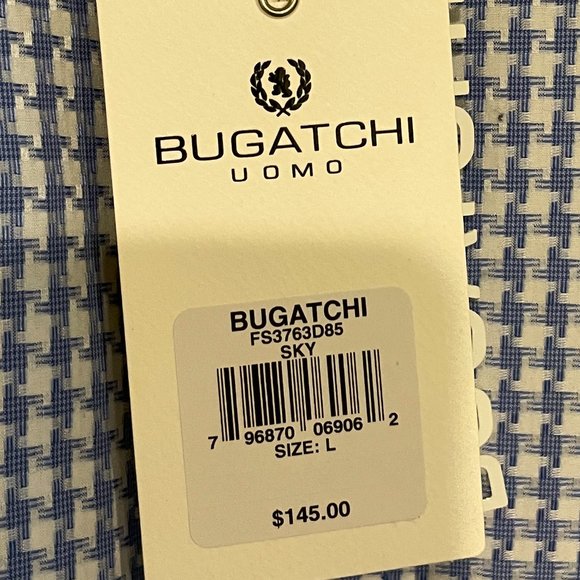 BUGATCHI
UOMO
BUGATCHI
FS3763D85
SKY
7 96870 06906 2
SIZE: L
$145.00